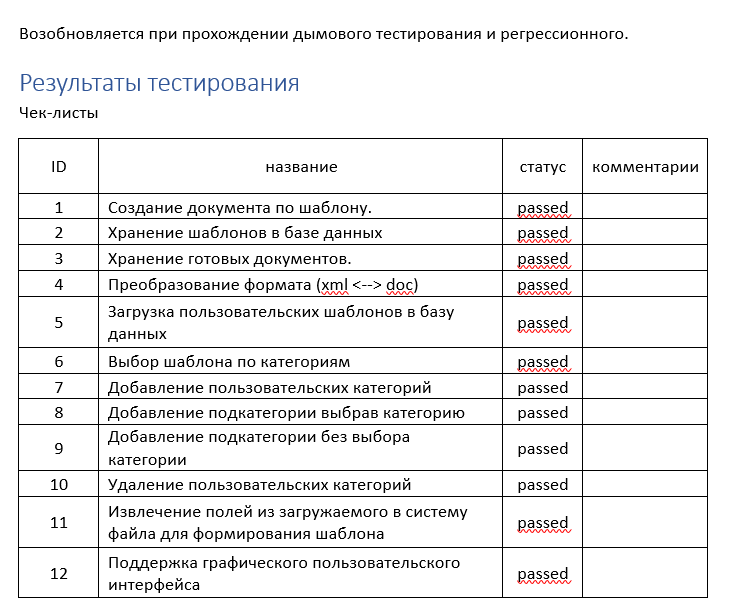 Возобновляется при прохождении дымового тестирования и регрессионного.
Результаты тестирования
Чек-листы
ID название статус комментарии
1 Создание документа по шаблону. passed
2 Хранение шаблонов в базе данных passed
3 Хранение готовых документов. passed
4 Преобразование формата (xml <--> doc) passed
5 Загрузка пользовательских шаблонов в базу
данных passed
6 Выбор шаблона по категориям passed
7 Добавление пользовательских категорий passed
8 Добавление подкатегории выбрав категорию passed
9 Добавление подкатегории без выбора
категории passed
10 Удаление пользовательских категорий passed
11 Извлечение полей из загружаемого в систему
файла для формирования шаблона passed
12 Поддержка графического пользовательского
интерфейса passed